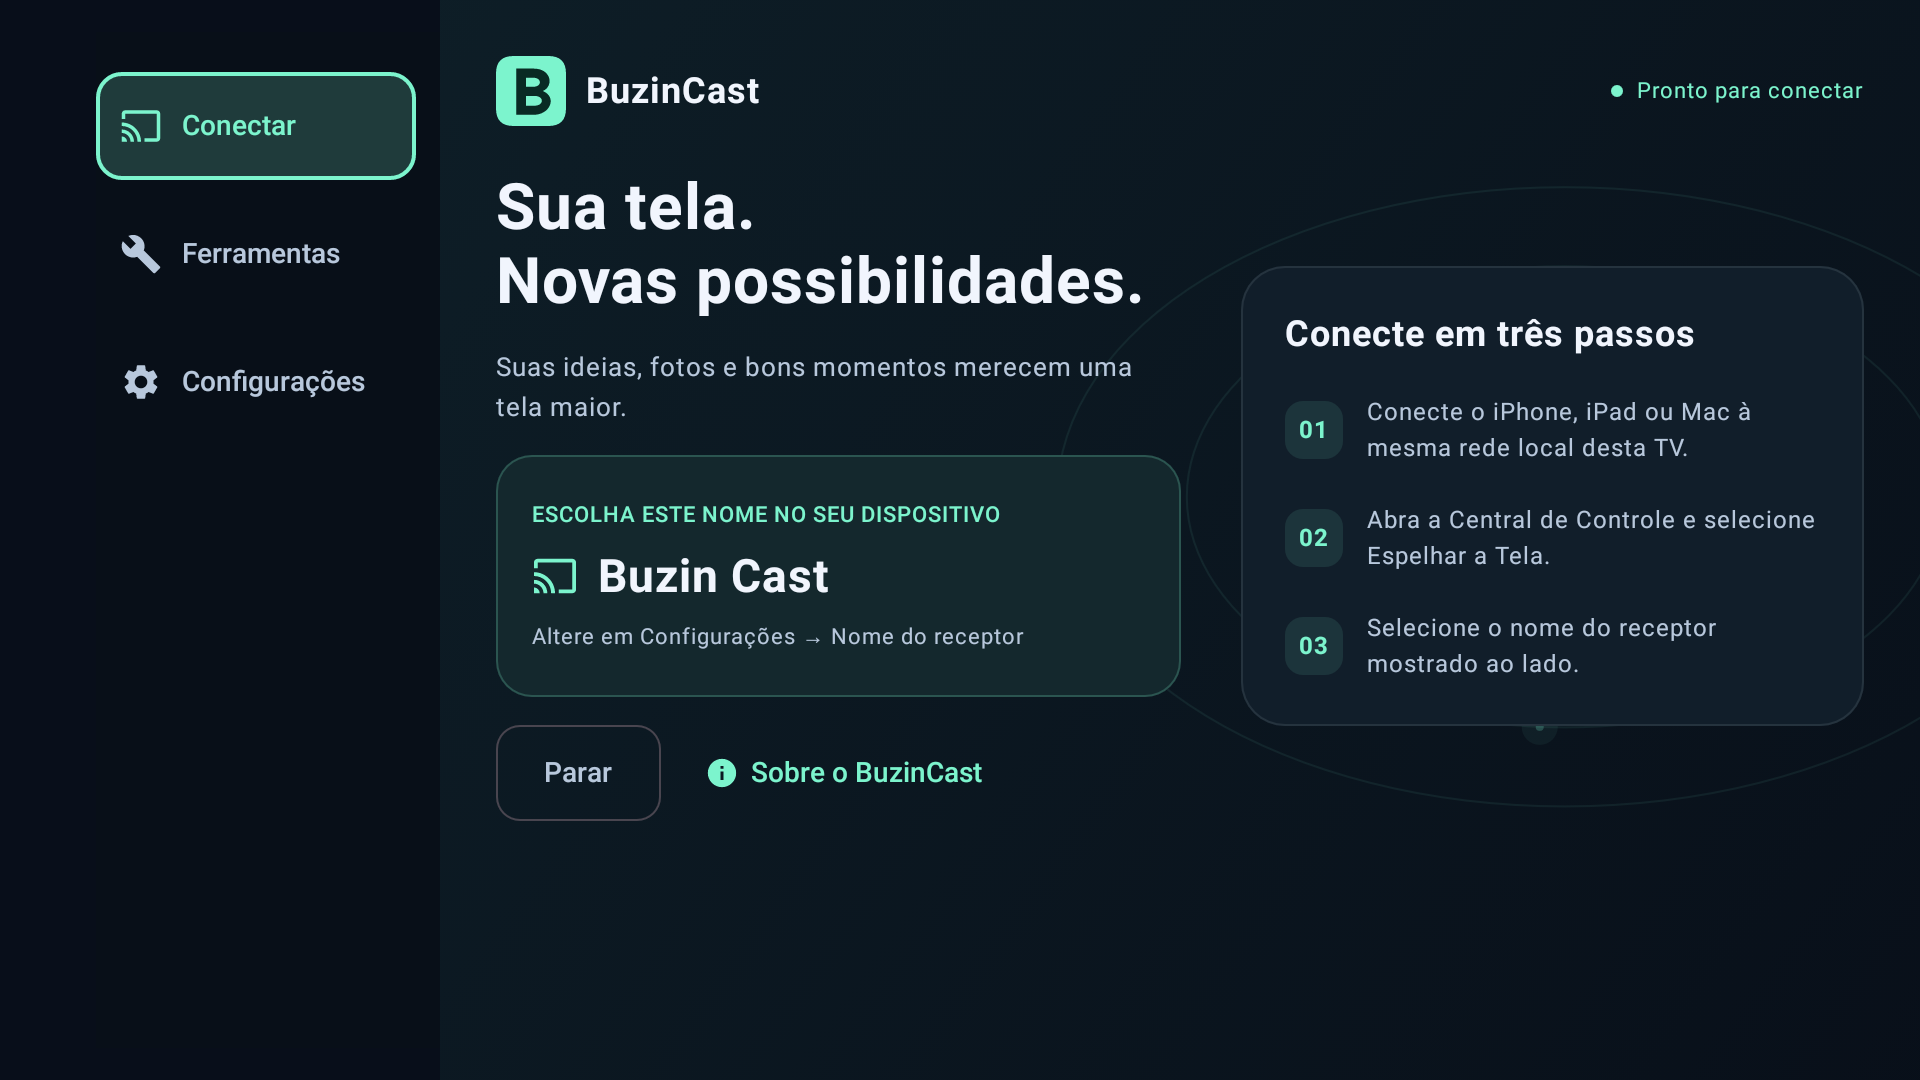 Conectar
Ferramentas
Configurações
B BuzinCast
Pronto para conectar
Sua tela.
Novas possibilidades.
Suas ideias, fotos e bons momentos merecem uma
tela maior.
ESCOLHA ESTE NOME NO SEU DISPOSITIVO
Buzin Cast
Altere em Configurações → Nome do receptor
Parar
Sobre o BuzinCast
Conecte em três passos
01
Conecte o iPhone, iPad ou Mac à
mesma rede local desta TV.
02
Abra a Central de Controle e selecione
Espelhar a Tela.
03
Selecione o nome do receptor
mostrado ao lado.